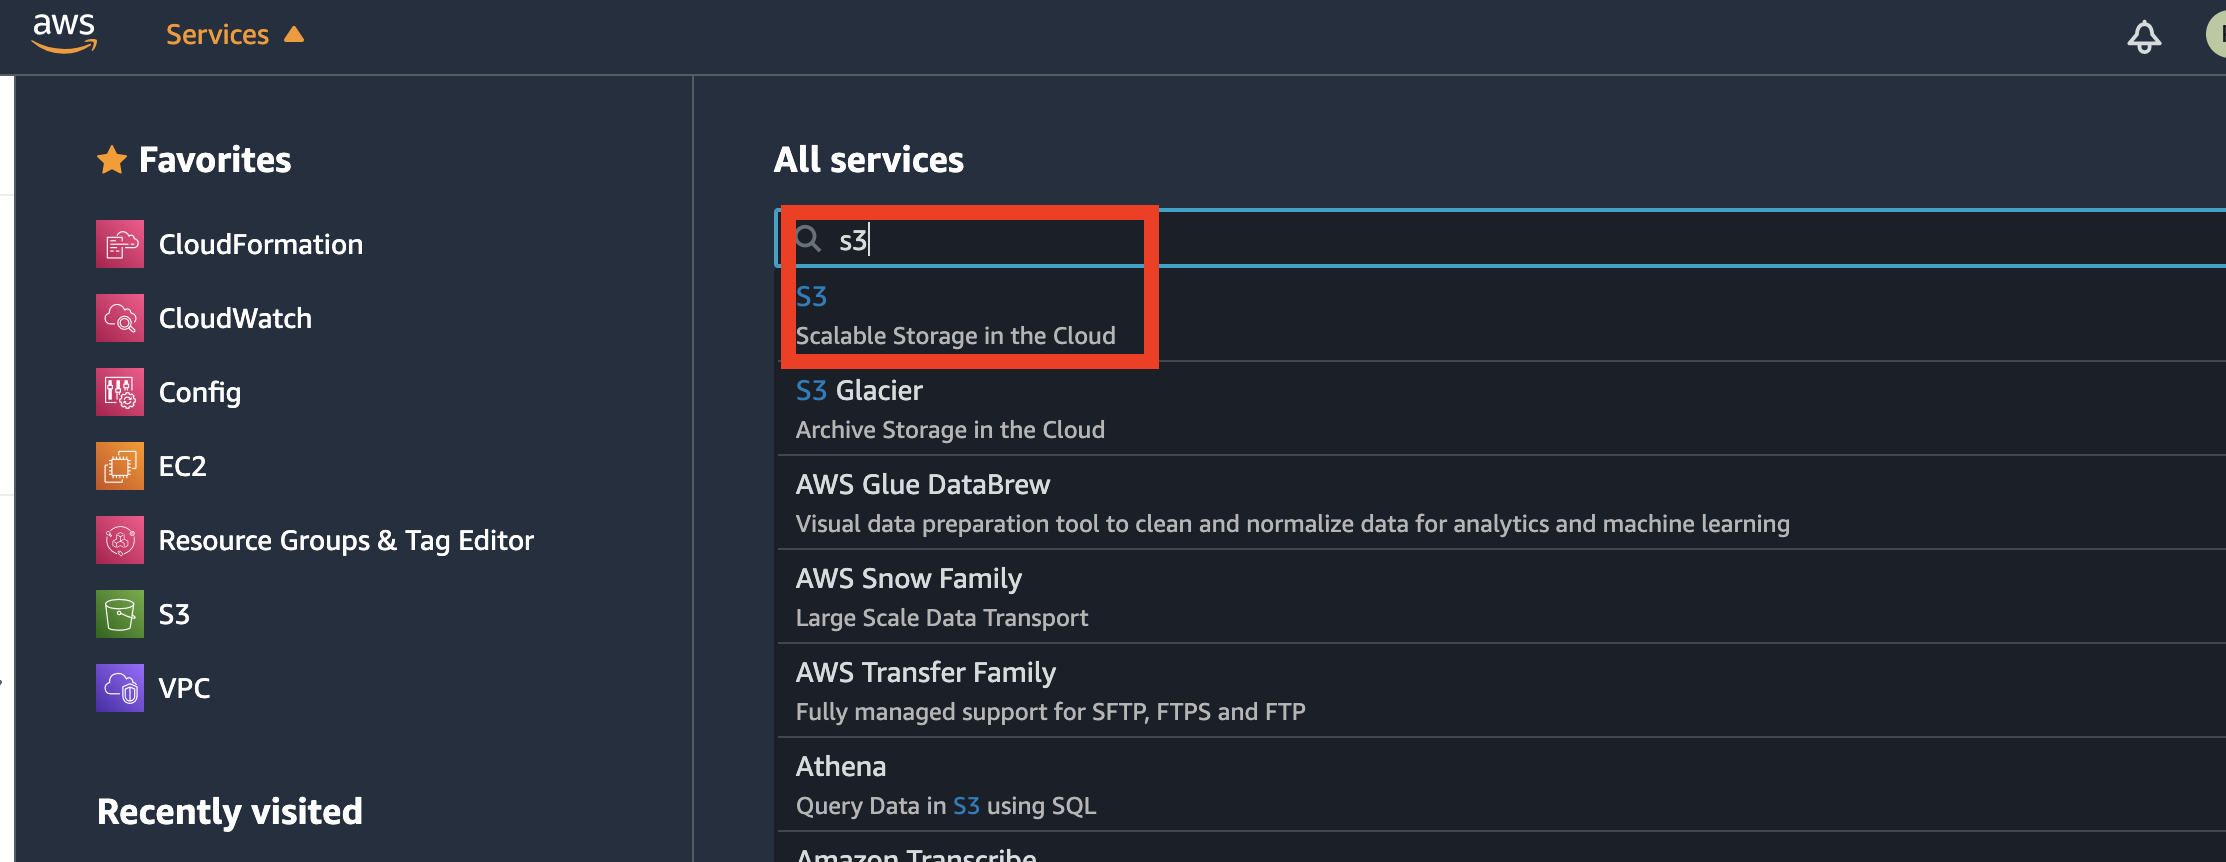 aws
Services
Favorites
CloudFormation
CloudWatch
Config
EC2
Resource Groups & Tag Editor
S3
VPC
Recently visited
All services
s3
S3
Scalable Storage in the Cloud
S3 Glacier
Archive Storage in the Cloud
AWS Glue DataBrew
Visual data preparation tool to clean and normalize data for analytics and machine learning
AWS Snow Family
Large Scale Data Transport
AWS Transfer Family
Fully managed support for SFTP, FTPS and FTP
Athena
Query Data in S3 using SQL
Amazon Transcribe